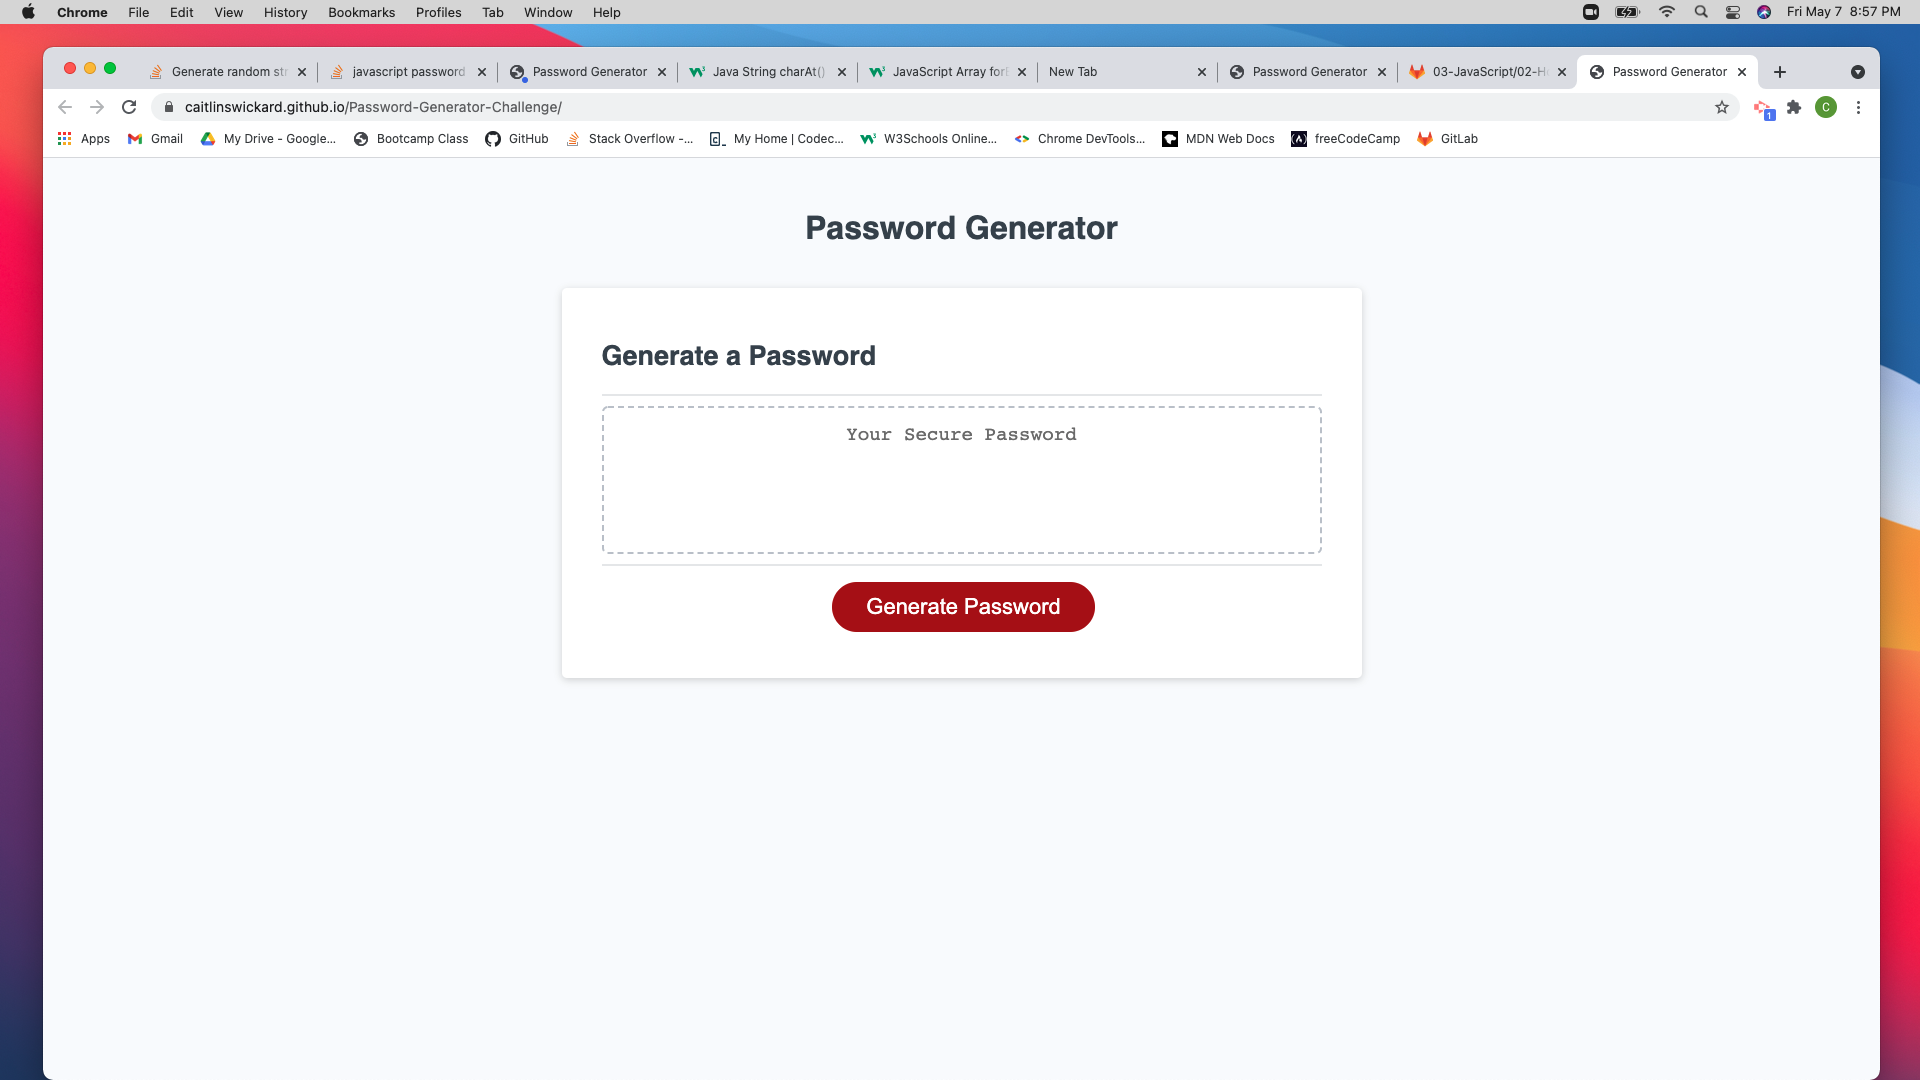 Chrome File Edit View History Bookmarks Profiles Tab Window Help Fri May 7 8:57 PM
Generate random str javascript password Password Generator Java String charAt() JavaScript Array for New Tab Password Generator 03-JavaScript/02-H Password Generator
caitlinswickard.github.io/Password-Generator-Challenge/ 1 C
Apps Gmail My Drive - Google... Bootcamp Class GitHub Stack Overflow -... My Home | Codec... W3Schools Online... Chrome DevTools... MDN Web Docs freeCodeCamp GitLab
Password Generator
Generate a Password
Your Secure Password
Generate Password